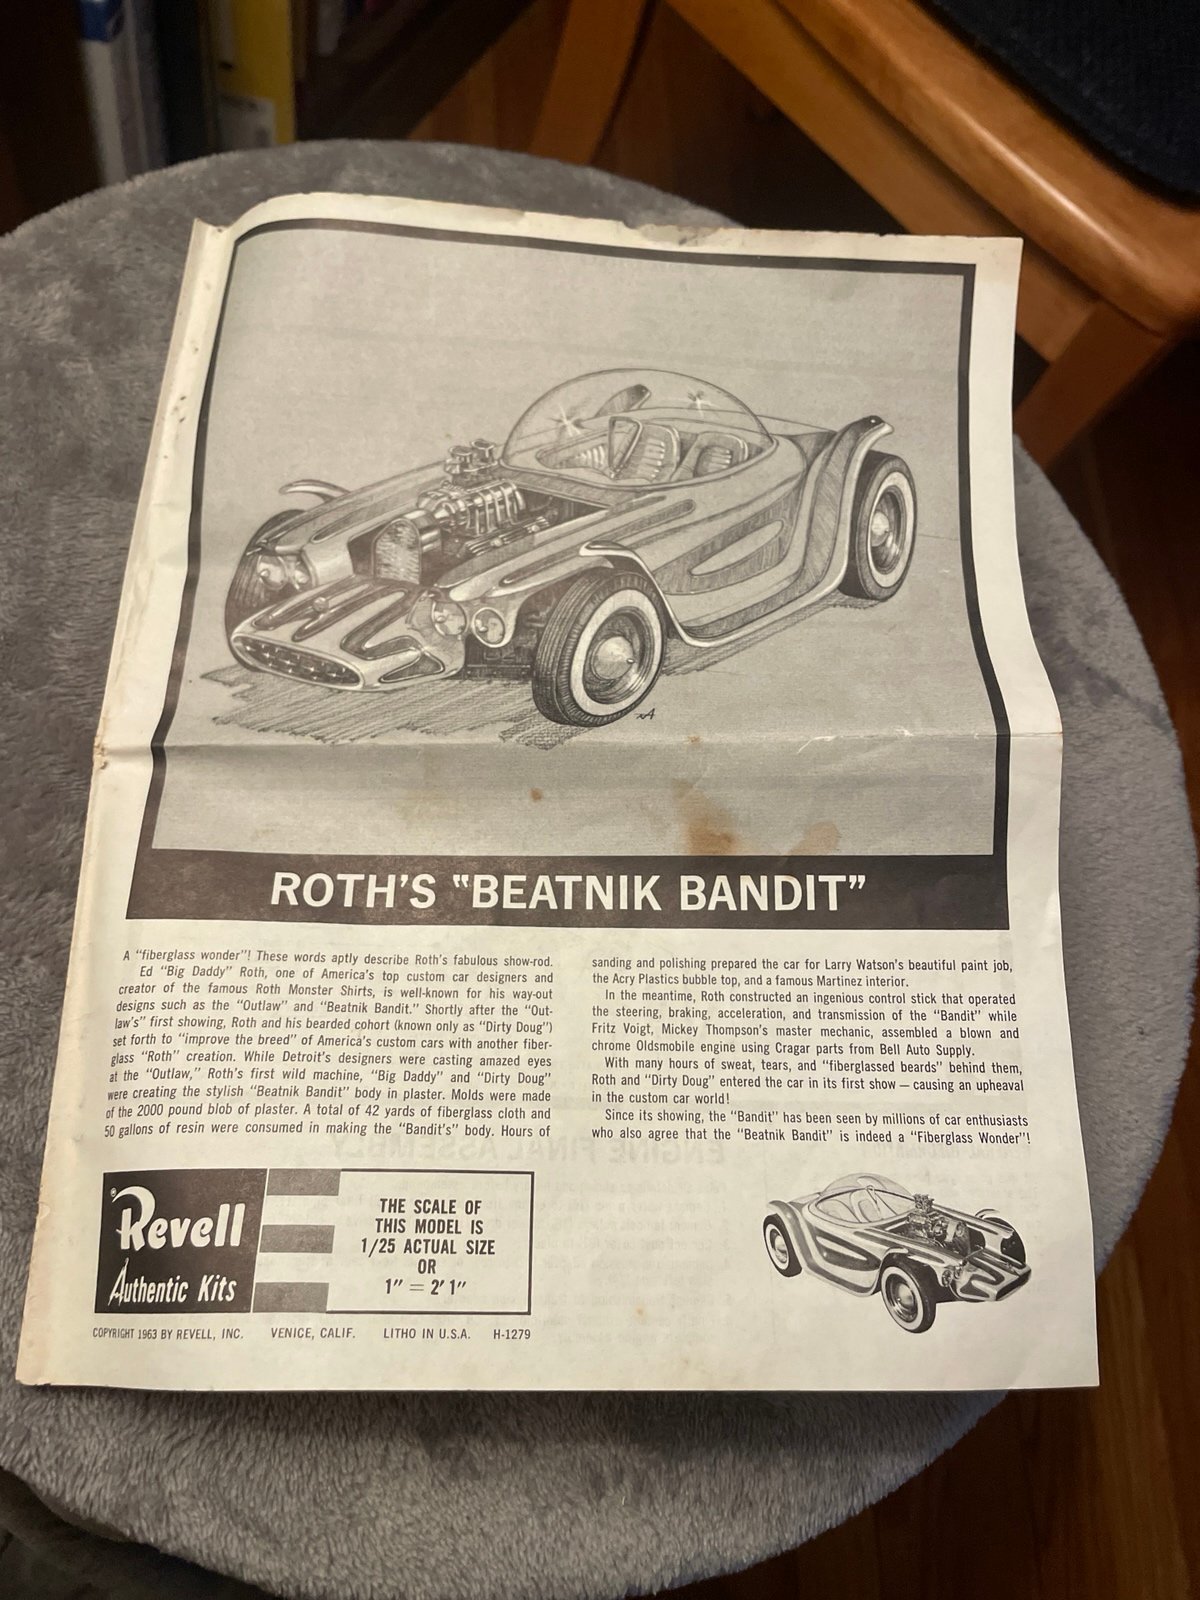 ROTH'S "BEATNIK BANDIT"
A "fiberglass wonder"! These words aptly describe Roth's fabulous show-rod.
Ed "Big Daddy" Roth, one of America's top custom car designers and
creator of the famous Roth Monster Shirts, is well-known for his way-out
designs such as the "Outlaw" and "Beatnik Bandit." Shortly after the "Out-
law's" first showing, Roth and his bearded cohort (known only as "Dirty Doug")
set forth to "improve the breed" of America's custom cars with another fiber-
glass "Roth" creation. While Detroit's designers were casting amazed eyes
at the "Outlaw," Roth's first wild machine, "Big Daddy" and "Dirty Doug"
were creating the stylish "Beatnik Bandit" body in plaster. Molds were made
of the 2000 pound blob of plaster. A total of 42 yards of fiberglass cloth and
50 gallons of resin were consumed in making the "Bandit's" body. Hours of
sanding and polishing prepared the car for Larry Watson's beautiful paint job,
the Acry Plastics bubble top, and a famous Martinez interior.
In the meantime, Roth constructed an ingenious control stick that operated
the steering, braking, acceleration, and transmission of the "Bandit" while
Fritz Voigt, Mickey Thompson's master mechanic, assembled a blown and
chrome Oldsmobile engine using Cragar parts from Bell Auto Supply.
With many hours of sweat, tears, and "fiberglassed beards" behind them,
Roth and "Dirty Doug" entered the car in its first show — causing an upheaval
in the custom car world!
Since its showing, the "Bandit" has been seen by millions of car enthusiasts
who also agree that the "Beatnik Bandit" is indeed a "Fiberglass Wonder"!
Revell
Authentic Kits
THE SCALE OF
THIS MODEL IS
1/25 ACTUAL SIZE
OR
1" = 2' 1"
COPYRIGHT 1963 BY REVELL, INC. VENICE, CALIF. LITHO IN U.S.A. H-1279